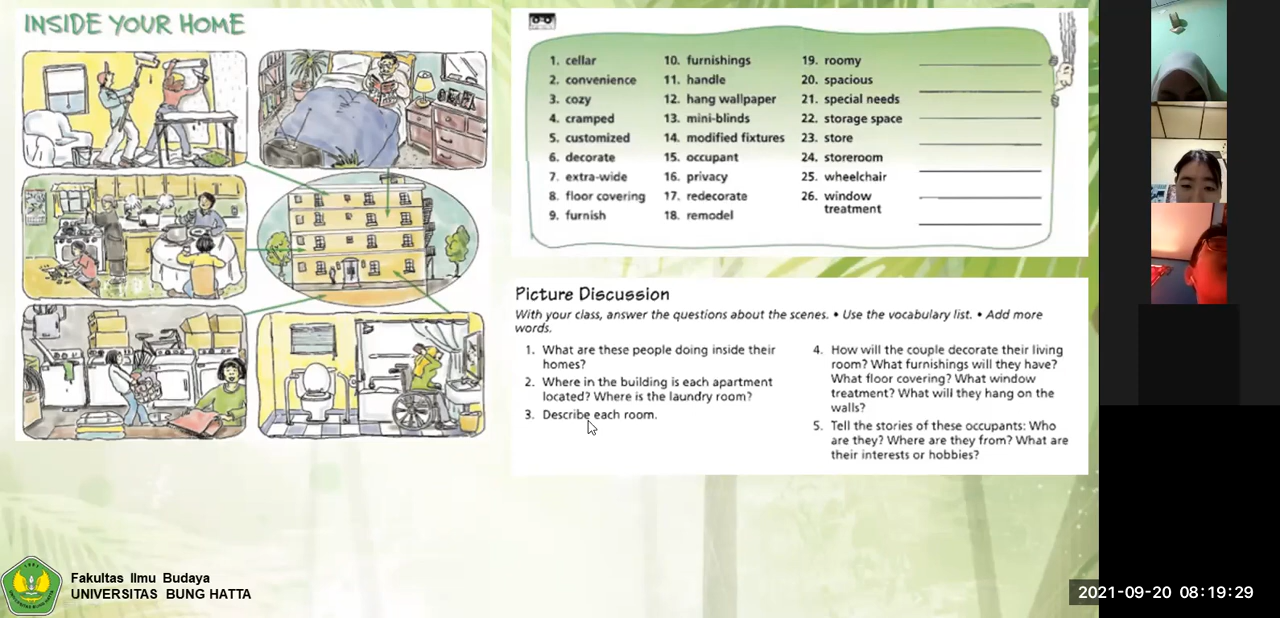 INSIDE YOUR HOME
1. cellar
2. convenience
3. cozy
4. cramped
5. customized
6. decorate
7. extra-wide
8. floor covering
9. furnish
10. furnishings
11. handle
12. hang wallpaper
13. mini-blinds
14. modified fixtures
15. occupant
16. privacy
17. redecorate
18. remodel
19. roomy
20. spacious
21. special needs
22. storage space
23. store
24. storeroom
25. wheelchair
26. window
treatment
Picture Discussion
With your class, answer the questions about the scenes. • Use the vocabulary list. • Add more
words.
1. What are these people doing inside their
homes?
2. Where in the building is each apartment
located? Where is the laundry room?
3. Describe each room.
4. How will the couple decorate their living
room? What furnishings will they have?
What floor covering? What window
treatment? What will they hang on the
walls?
5. Tell the stories of these occupants: Who
are they? Where are they from? What are
their interests or hobbies?
Fakultas Ilmu Budaya
UNIVERSITAS BUNG HATTA
2021-09-20 08:19:29